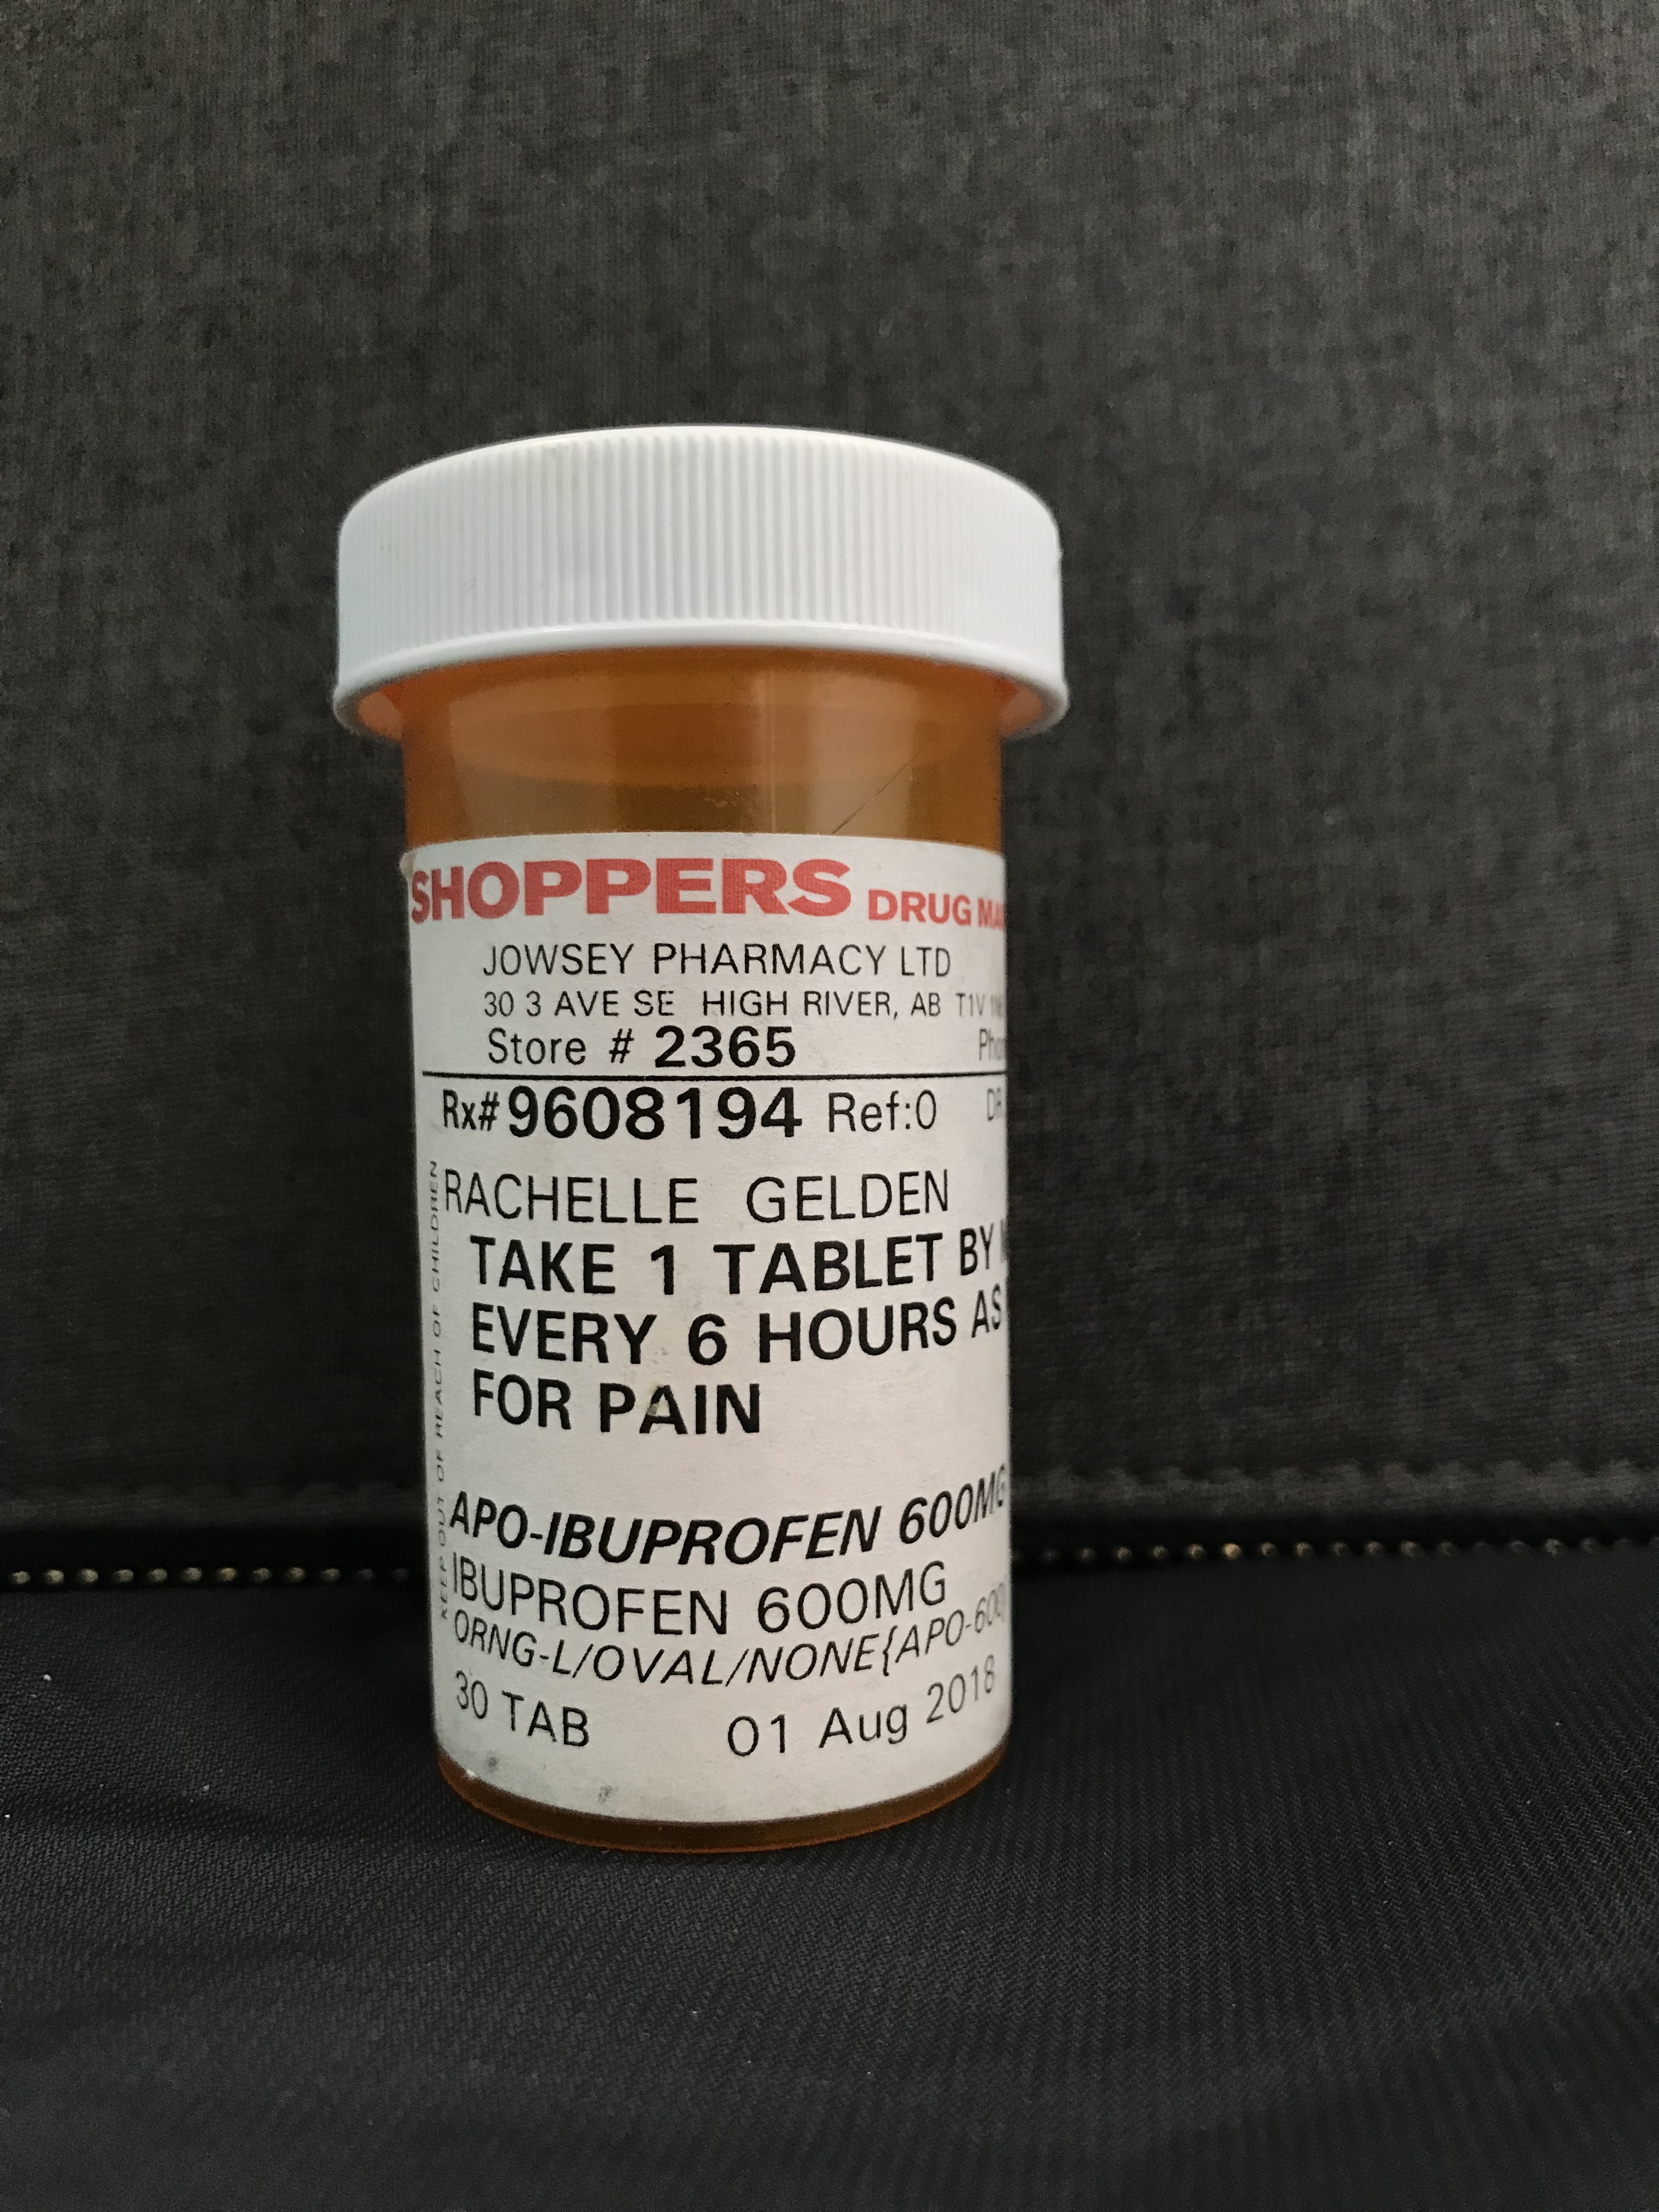 SHOPPERS DRUG
JOWSEY PHARMACY LTD
30 3 AVE SE HIGH RIVER, AB T1V
Store # 2365
Rx# 9608194 Ref:0
RACHELLE GELDEN
TAKE 1 TABLET BY
EVERY 6 HOURS AS
FOR PAIN
APO-IBUPROFEN 600MG
IBUPROFEN 600MG
ORNG-L/OVAL/NONE{APO-600
30 TAB 01 Aug 2018
KEEP OUT OF REACH OF CHILDREN